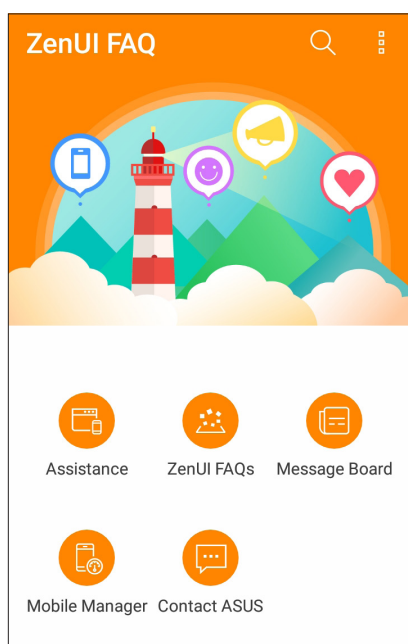 ZenUI FAQ
Assistance
ZenUI FAQs
Message Board
Mobile Manager
Contact ASUS